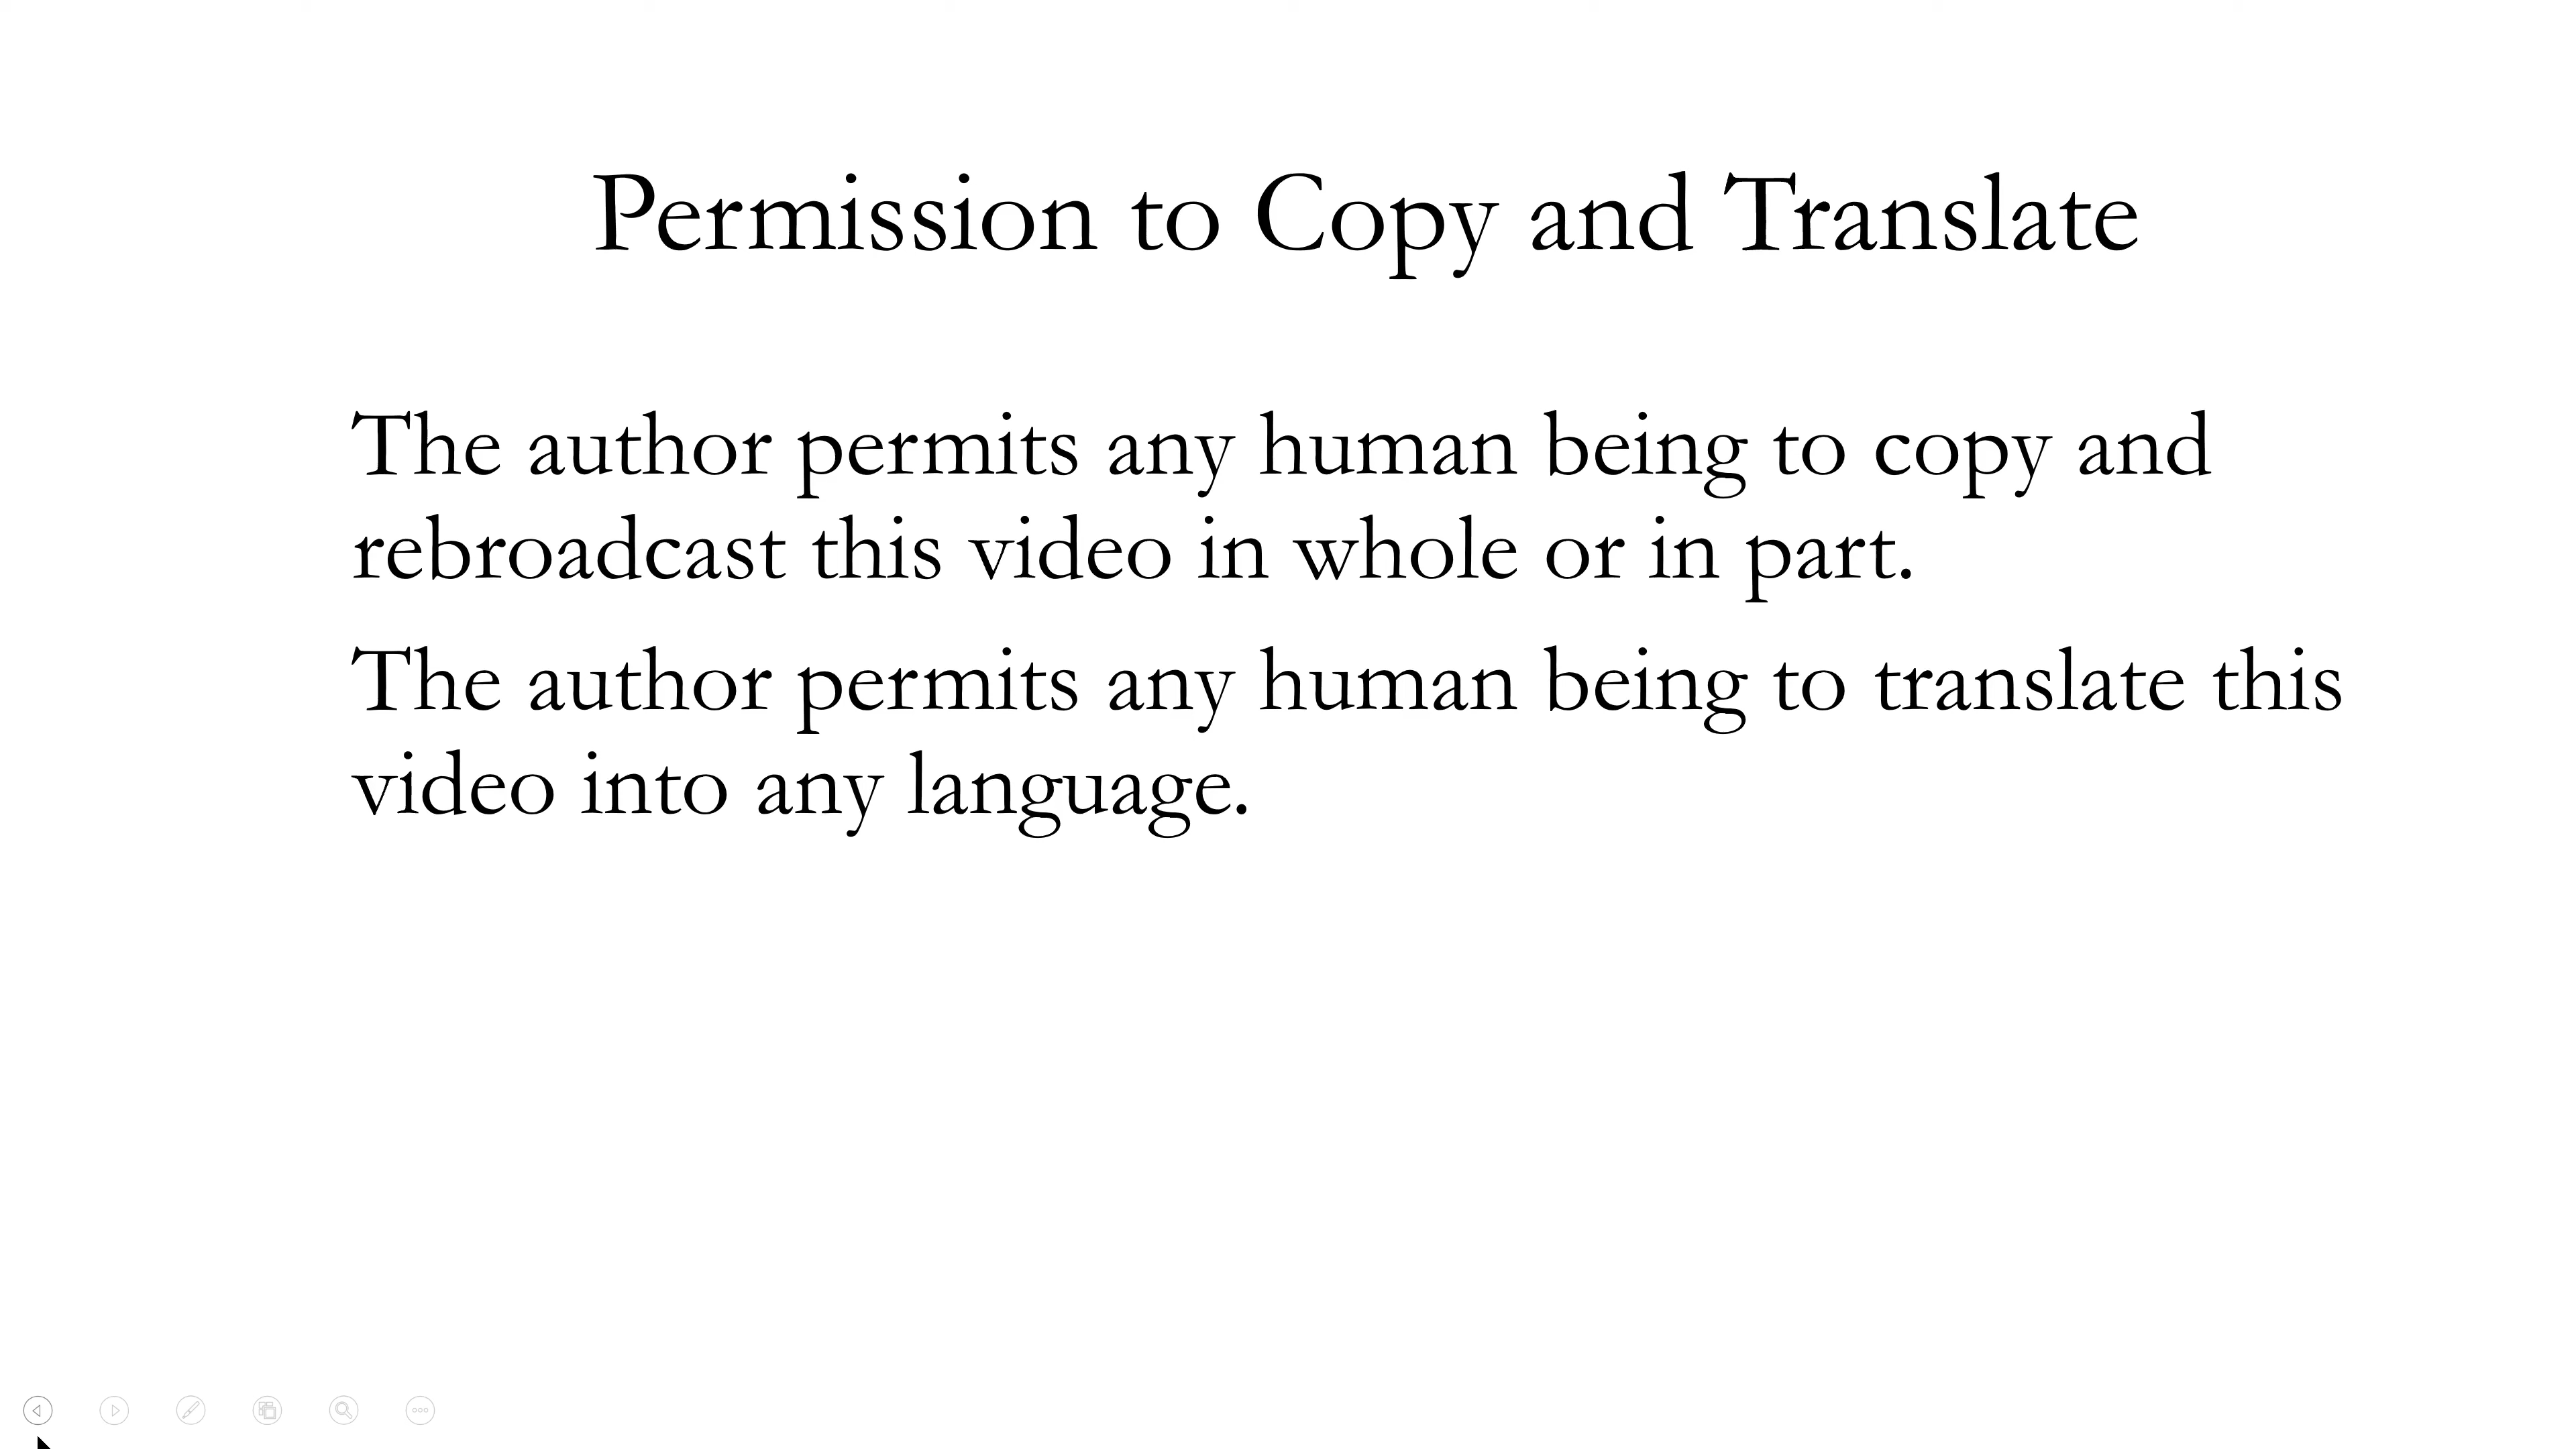 Permission to Copy and Translate
The author permits any human being to copy and
rebroadcast this video in whole or in part.
The author permits any human being to translate this
video into any language.